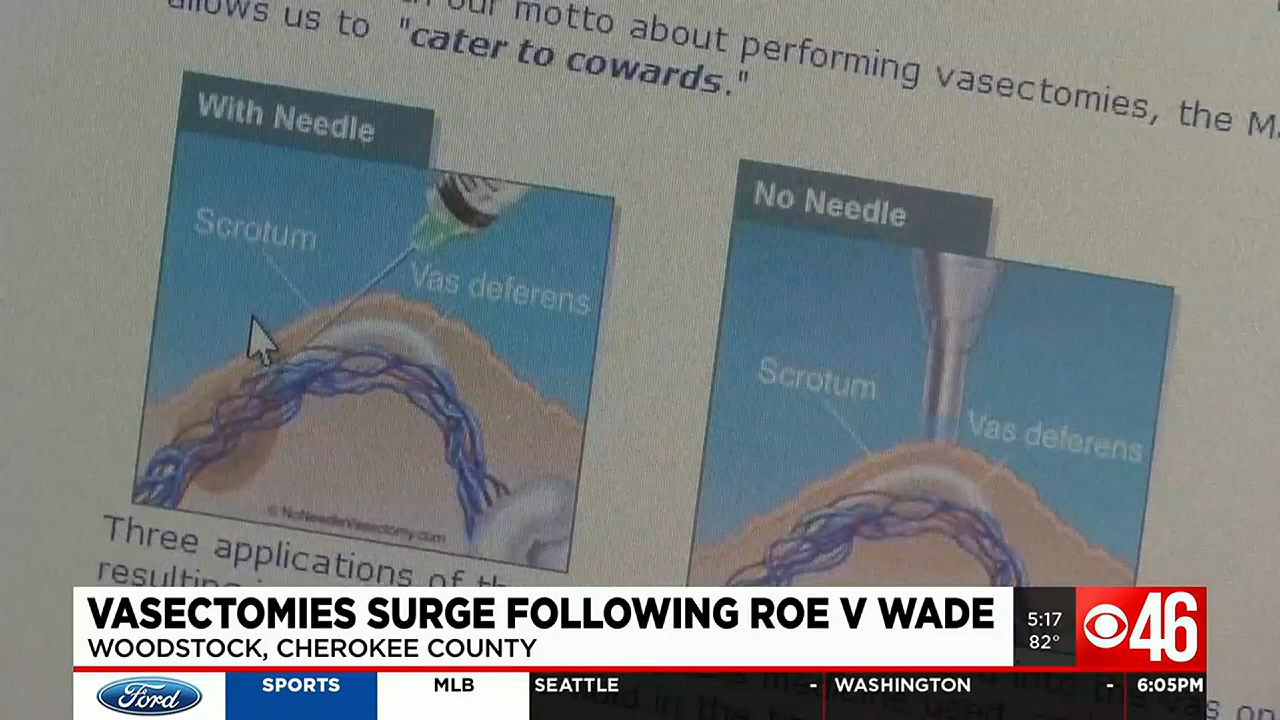 our motto about performing vasectomies, the
allows us to "cater to cowards."
With Needle
Scrotum
Vas deferens
© NoNeedleVasectomy.com
No Needle
Scrotum
Vas deferens
Three applications of
VASECTOMIES SURGE FOLLOWING ROE V WADE
WOODSTOCK, CHEROKEE COUNTY
5:17
82°
46
Ford
SPORTS
MLB
SEATTLE -
WASHINGTON -
6:05PM